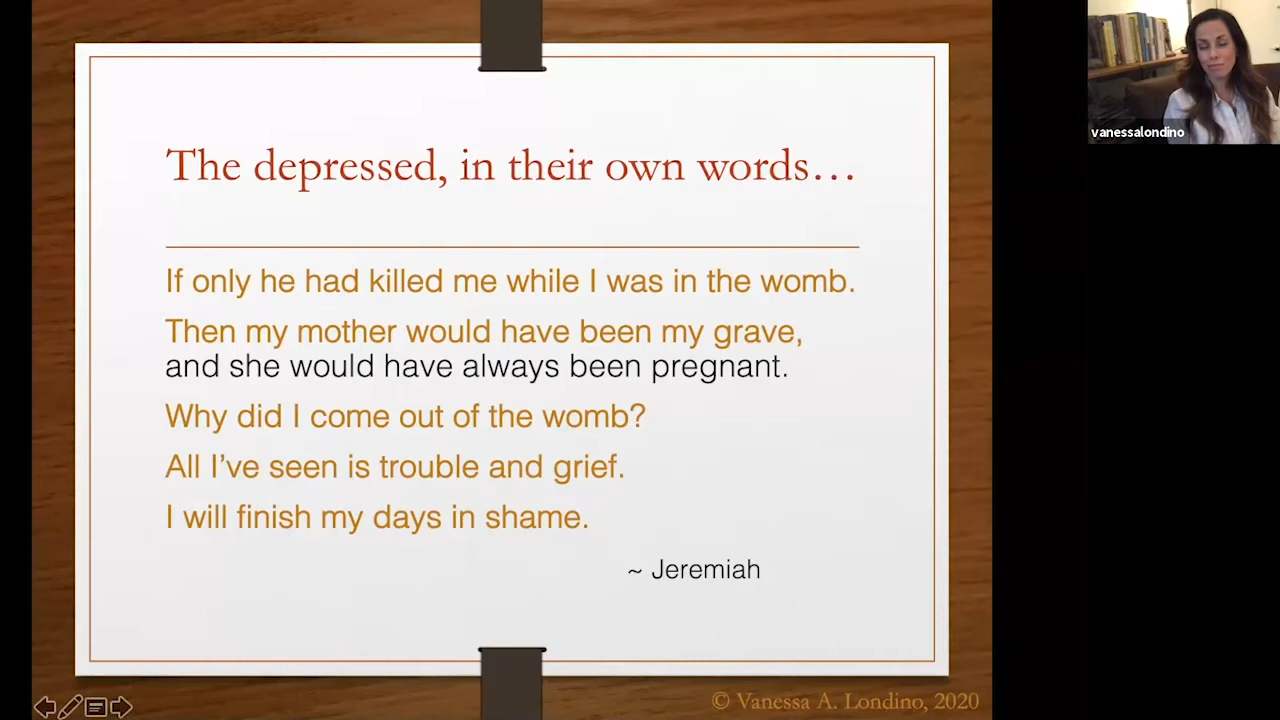 The depressed, in their own words…
If only he had killed me while I was in the womb.
Then my mother would have been my grave,
and she would have always been pregnant.
Why did I come out of the womb?
All I’ve seen is trouble and grief.
I will finish my days in shame.
~ Jeremiah
© Vanessa A. Londino, 2020
vanessalondino